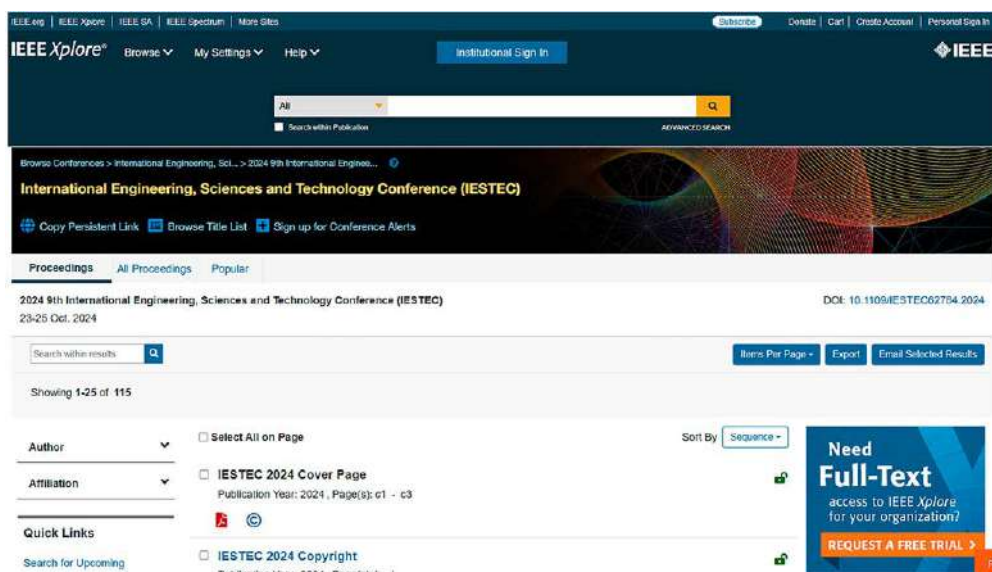 IEEE.org | IEEE Xplore | IEEE SA | IEEE Spectrum | More Sites
Subscribe
Donate | Cart | Create Account | Personal Sign In
IEEE Xplore®
Browse
My Settings
Help
Institutional Sign In
IEEE
All
Search within Publication
ADVANCED SEARCH
Browse Conferences > International Engineering, Sci... > 2024 9th International Enginee...
International Engineering, Sciences and Technology Conference (IESTEC)
Copy Persistent Link
Browse Title List
Sign up for Conference Alerts
Proceedings
All Proceedings
Popular
2024 9th International Engineering, Sciences and Technology Conference (IESTEC)
DOI: 10.1109/IESTEC62784.2024
23-25 Oct. 2024
Search within results
Items Per Page
Export
Email Selected Results
Showing 1-25 of 115
Author
Affiliation
Quick Links
Search for Upcoming
Select All on Page
Sort By
Sequence
IESTEC 2024 Cover Page
Publication Year: 2024, Page(s): c1 - c3
IESTEC 2024 Copyright
Need
Full-Text
access to IEEE Xplore
for your organization?
REQUEST A FREE TRIAL >